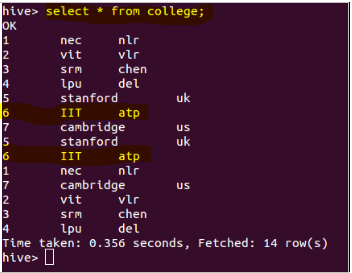 hive> select * from college;
OK
1 nec nlr
2 vit vlr
3 srm chen
4 lpu del
5 stanford uk
6 IIT atp
7 cambridge us
5 stanford uk
6 IIT atp
1 nec nlr
7 cambridge us
2 vit vlr
3 srm chen
4 lpu del
Time taken: 0.356 seconds, Fetched: 14 row(s)
hive>